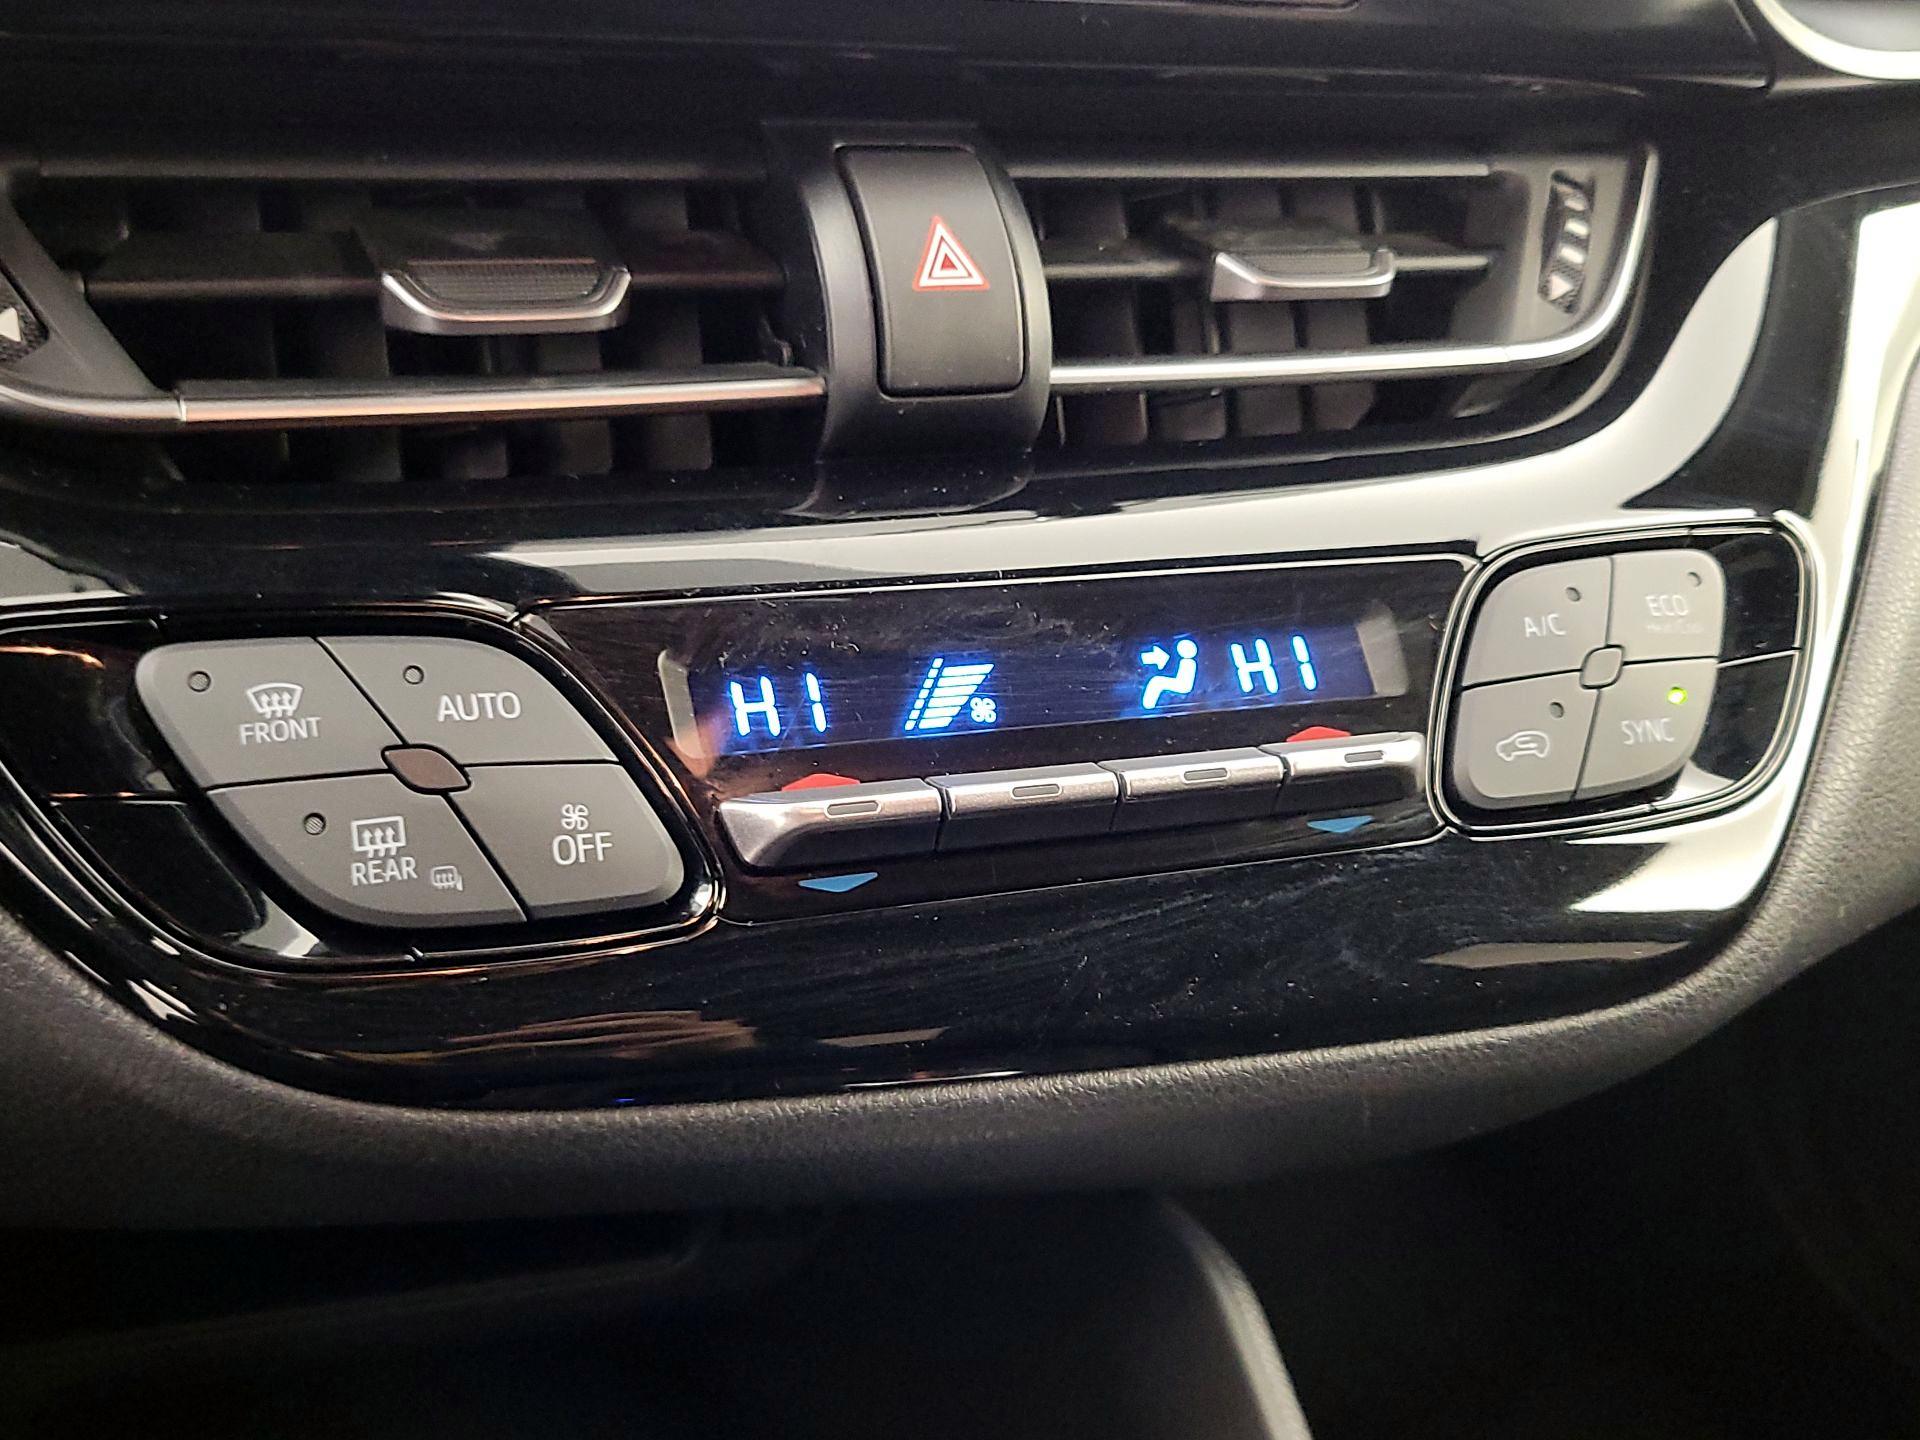 HI HI
FRONT
AUTO
REAR
OFF
A/C
ECO
SYNC